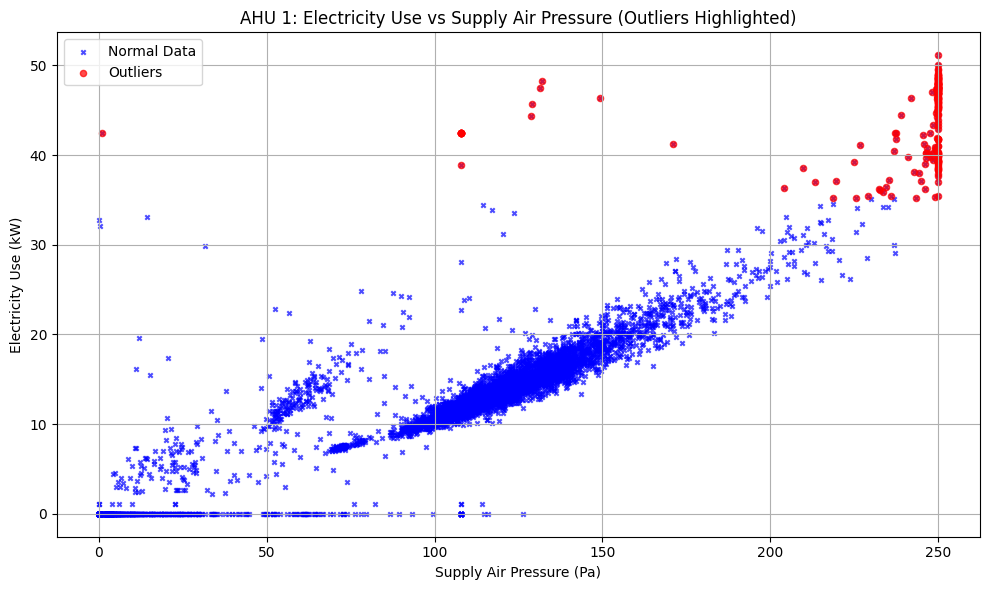 AHU 1: Electricity Use vs Supply Air Pressure (Outliers Highlighted)
Normal Data
Outliers
Electricity Use (kW)
50
40
30
20
10
0
0
50
100
150
200
250
Supply Air Pressure (Pa)